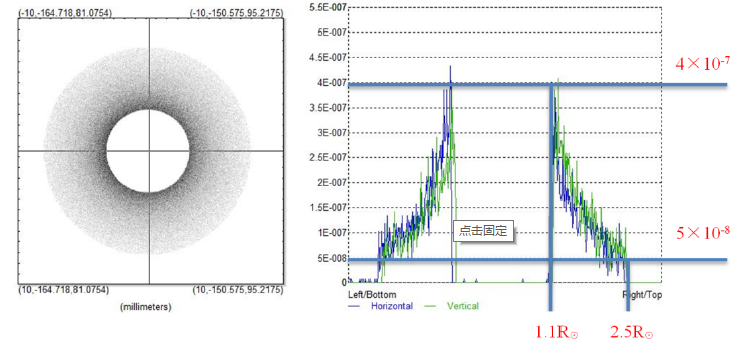 (-10,-164.718,81.0754) (-10,-150.575,95.2175)
(10,-164.718,81.0754) (10,-150.575,95.2175)
(millimeters)
5.5E-007
5E-007
4.5E-007
4E-007
3.5E-007
3E-007
2.5E-007
2E-007
1.5E-007
1E-007
5E-008
0
Left/Bottom Right/Top
Horizontal Vertical
点击固定
4×10⁻⁷
5×10⁻⁸
1.1R☉ 2.5R☉